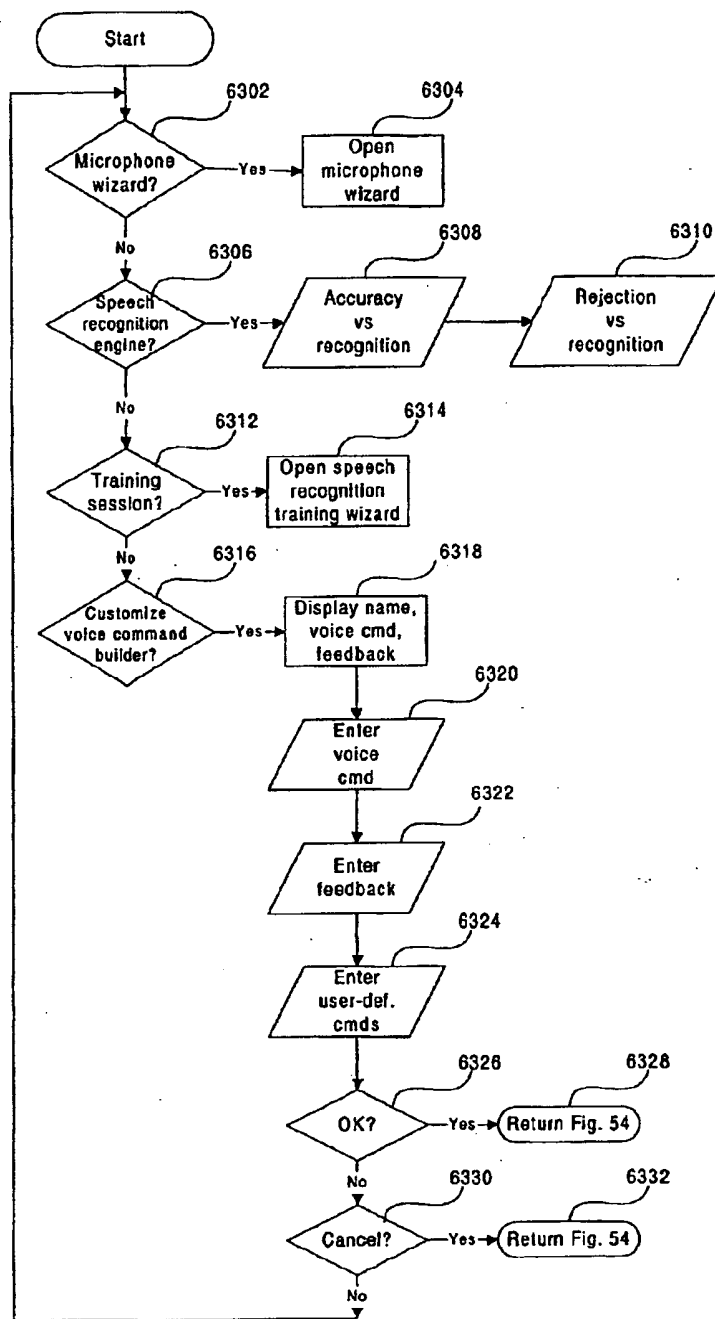 Start
6302
6304
Microphone
wizard?
Yes
Open
microphone
wizard
No
6306
6308
6310
Speech
recognition
engine?
Yes
Accuracy
vs
recognition
Rejection
vs
recognition
No
6312
6314
Training
session?
Yes
Open speech
recognition
training wizard
No
6316
6318
Customize
voice command
builder?
Yes
Display name,
voice cmd,
feedback
6320
Enter
voice
cmd
6322
Enter
feedback
6324
Enter
user-def.
cmds
6326
6328
OK?
Yes
Return Fig. 54
No
6330
6332
Cancel?
Yes
Return Fig. 54
No